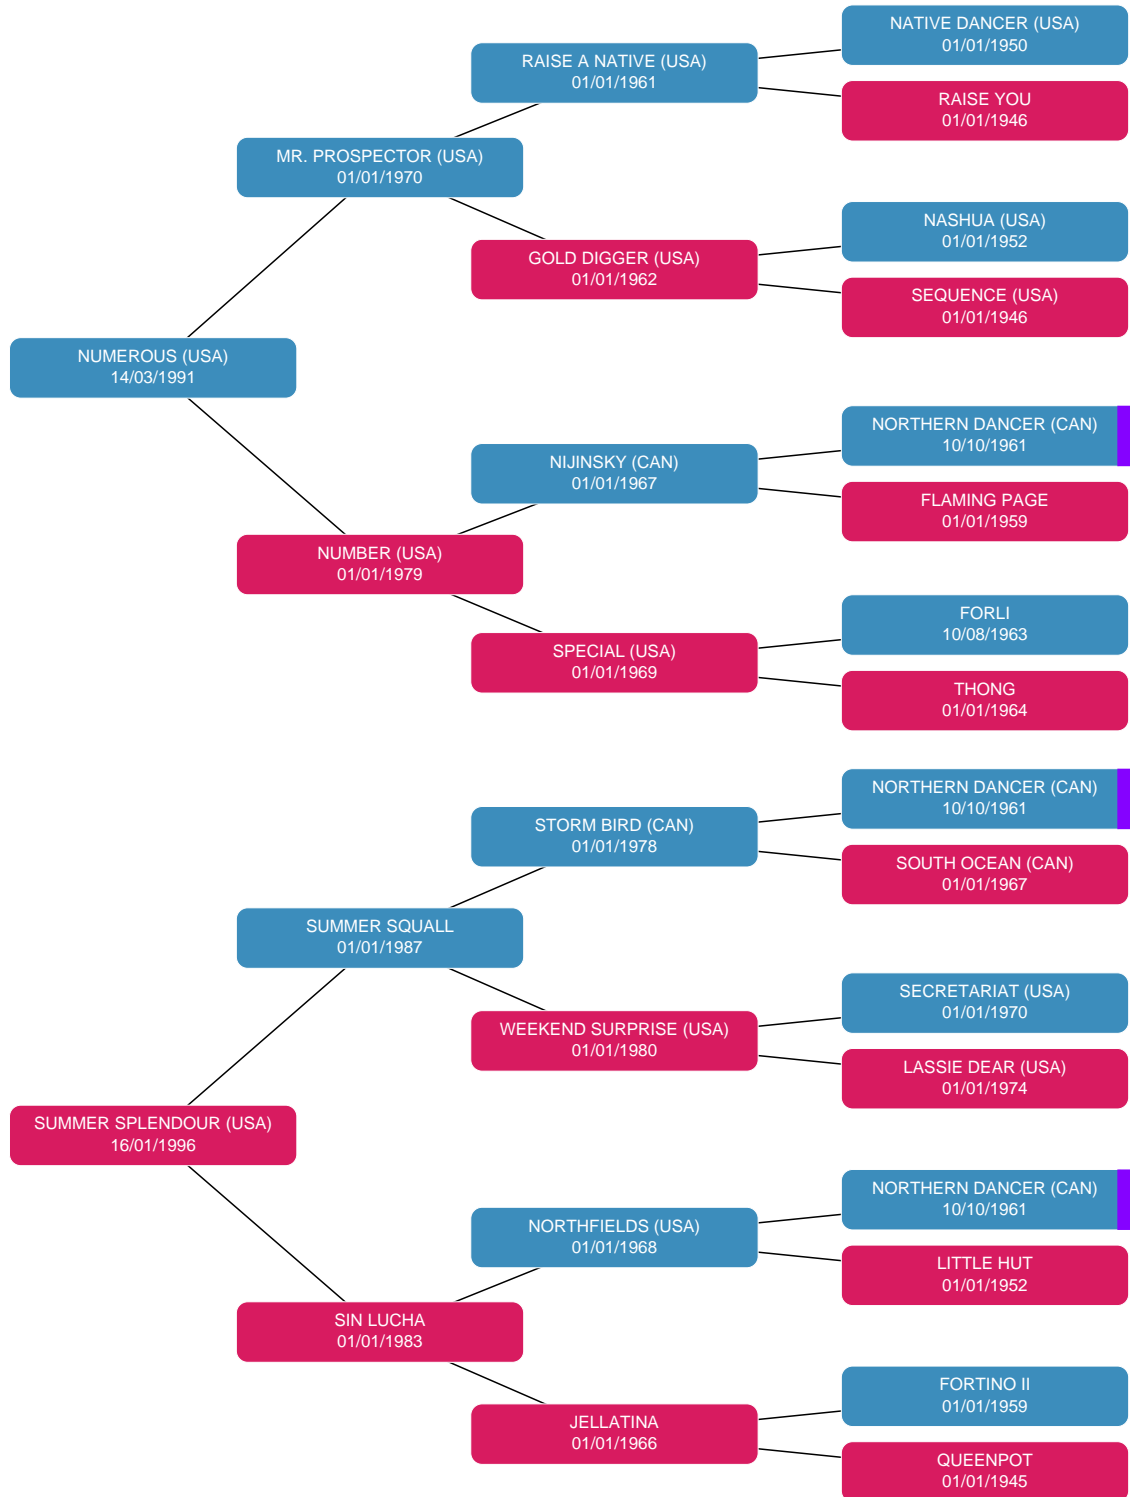 NATIVE DANCER (USA)
01/01/1950
RAISE A NATIVE (USA)
01/01/1961
RAISE YOU
01/01/1946
MR. PROSPECTOR (USA)
01/01/1970
NASHUA (USA)
01/01/1952
GOLD DIGGER (USA)
01/01/1962
SEQUENCE (USA)
01/01/1946
NUMEROUS (USA)
14/03/1991
NORTHERN DANCER (CAN)
10/10/1961
NIJINSKY (CAN)
01/01/1967
FLAMING PAGE
01/01/1959
NUMBER (USA)
01/01/1979
FORLI
10/08/1963
SPECIAL (USA)
01/01/1969
THONG
01/01/1964
NORTHERN DANCER (CAN)
10/10/1961
STORM BIRD (CAN)
01/01/1978
SOUTH OCEAN (CAN)
01/01/1967
SUMMER SQUALL
01/01/1987
SECRETARIAT (USA)
01/01/1970
WEEKEND SURPRISE (USA)
01/01/1980
LASSIE DEAR (USA)
01/01/1974
SUMMER SPLENDOUR (USA)
16/01/1996
NORTHERN DANCER (CAN)
10/10/1961
NORTHFIELDS (USA)
01/01/1968
LITTLE HUT
01/01/1952
SIN LUCHA
01/01/1983
FORTINO II
01/01/1959
JELLATINA
01/01/1966
QUEENPOT
01/01/1945